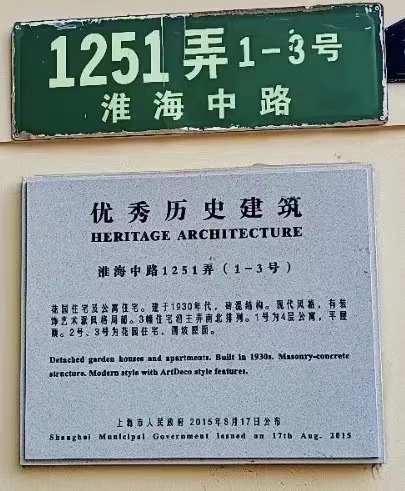 1251弄1-3号
淮海中路
优秀历史建筑
HERITAGE ARCHITECTURE
淮海中路1251弄(1-3号)
花园住宅及公寓住宅。建于1930年代,砖混结构。现代风格,有装
饰艺术派风格局部。3幢住宅沿主弄南北排列。1号为4层公寓,平屋
顶。2号、3号为花园住宅,四坡屋面。
Detached garden houses and apartments. Built in 1930s. Masonry-concrete
structure. Modern style with ArtDeco style features.
上海市人民政府 2015年8月17日公布
Shanghai Municipal Government issued on 17th Aug. 2015